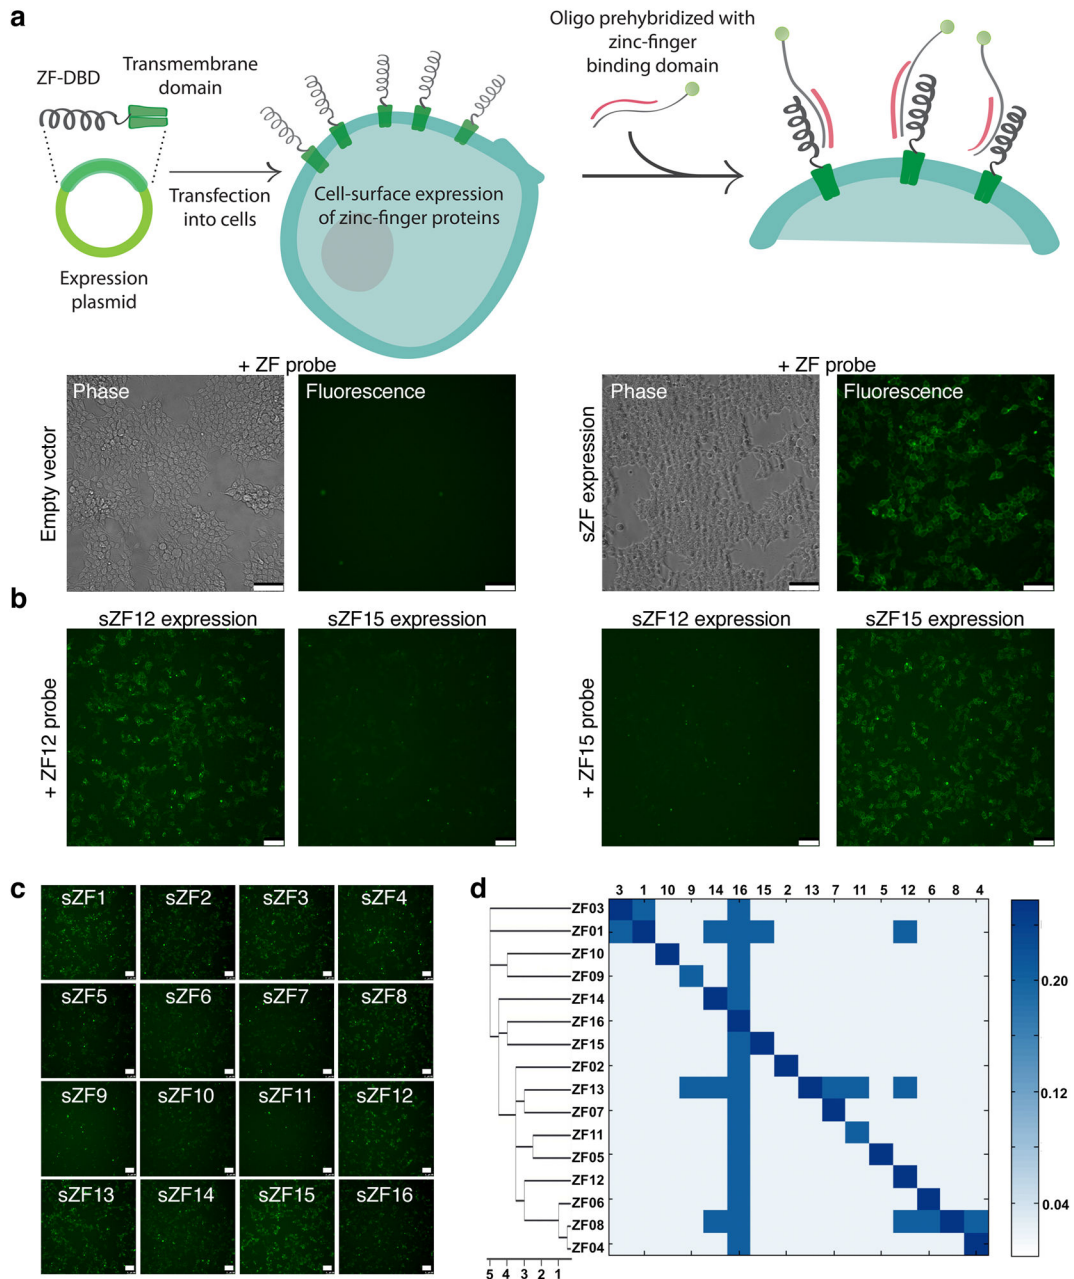 a
ZF-DBD
Transmembrane
domain
Expression
plasmid
Transfection
into cells
Cell-surface expression
of zinc-finger proteins
Oligo prehybridized with
zinc-finger
binding domain
+ ZF probe
Empty vector
Phase
Fluorescence
+ ZF probe
sZF expression
Phase
Fluorescence
b
sZF12 expression
sZF15 expression
sZF12 expression
sZF15 expression
+ ZF12 probe
+ ZF15 probe
c
sZF1 sZF2 sZF3 sZF4
sZF5 sZF6 sZF7 sZF8
sZF9 sZF10 sZF11 sZF12
sZF13 sZF14 sZF15 sZF16
d
3 1 10 9 14 16 15 2 13 7 11 5 12 6 8 4
ZF03
ZF01
ZF10
ZF09
ZF14
ZF16
ZF15
ZF02
ZF13
ZF07
ZF11
ZF05
ZF12
ZF06
ZF08
ZF04
5 4 3 2 1
0.20
0.12
0.04